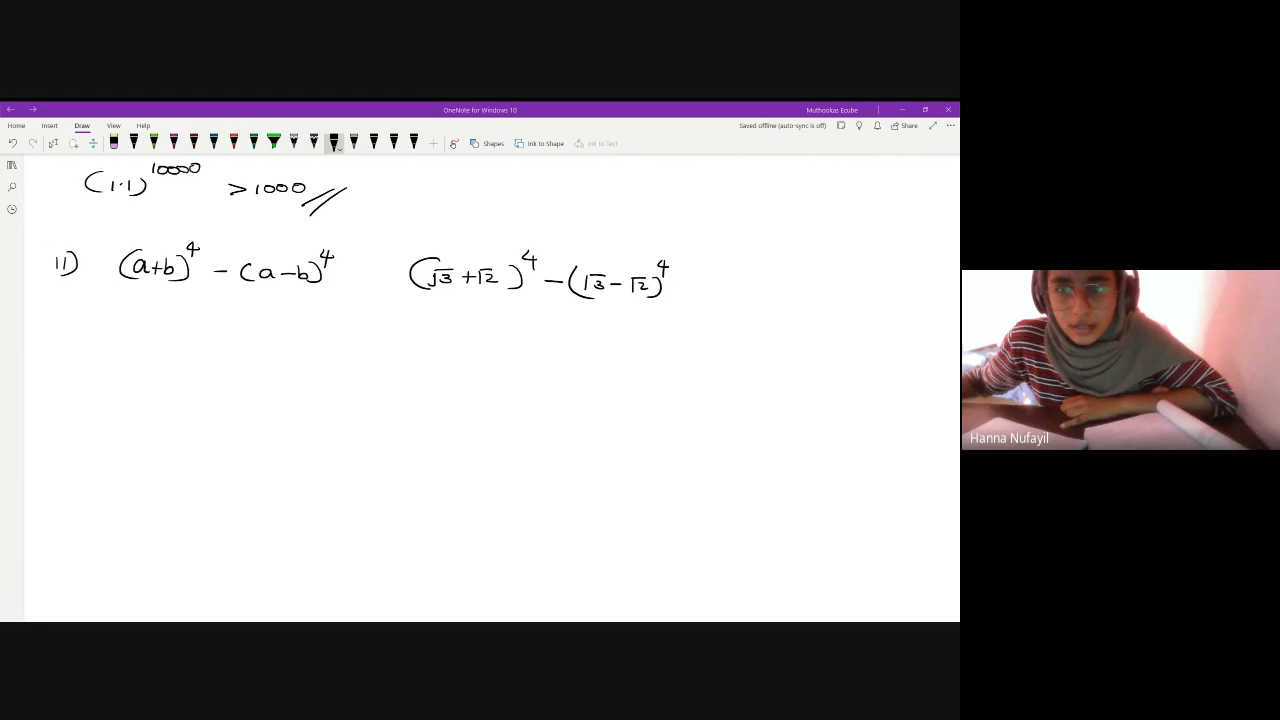 OneNote for Windows 10
Muthookas Ecube
Home Insert Draw View Help
Saved offline (auto-sync is off) Share
Shapes Ink to Shape Ink to Text
(1.1)^10000 > 1000 //
11) (a+b)^4 - (a-b)^4 (√3 + √2)^4 - (√3 - √2)^4
Hanna Nufayil